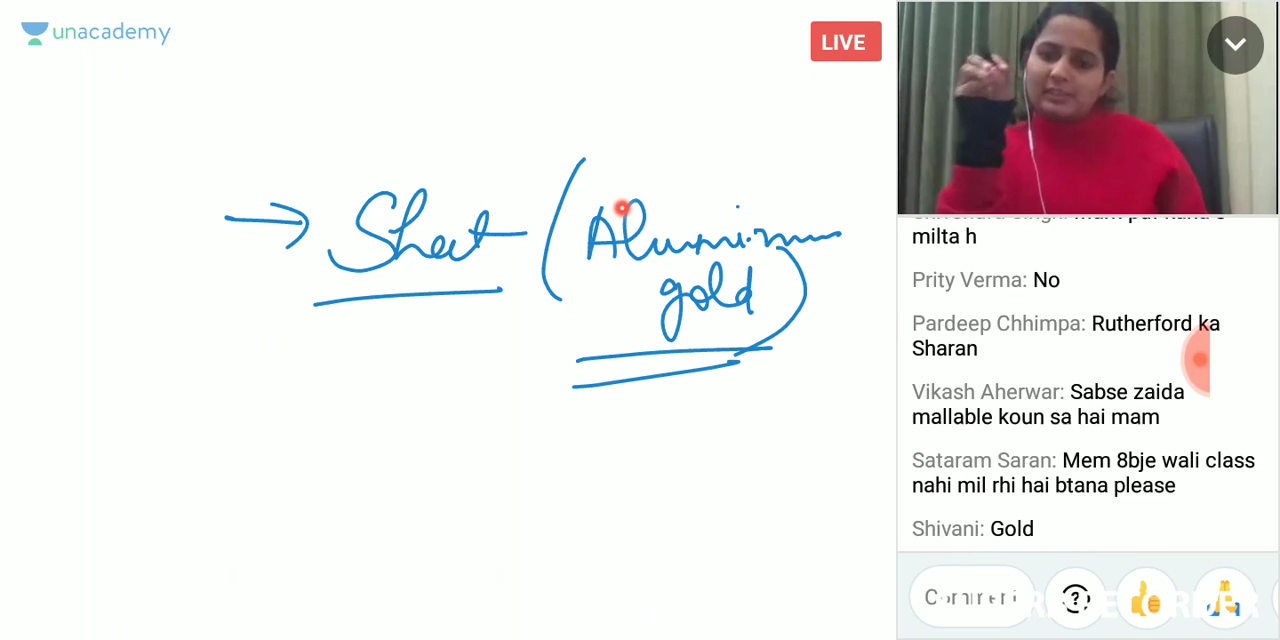 unacademy
LIVE
→ Sheet (Aluminum
gold)
milta h
Prity Verma: No
Pardeep Chhimpa: Rutherford ka
Sharan
Vikash Aherwar: Sabse zaida
mallable koun sa hai mam
Sataram Saran: Mem 8bje wali class
nahi mil rhi hai btana please
Shivani: Gold